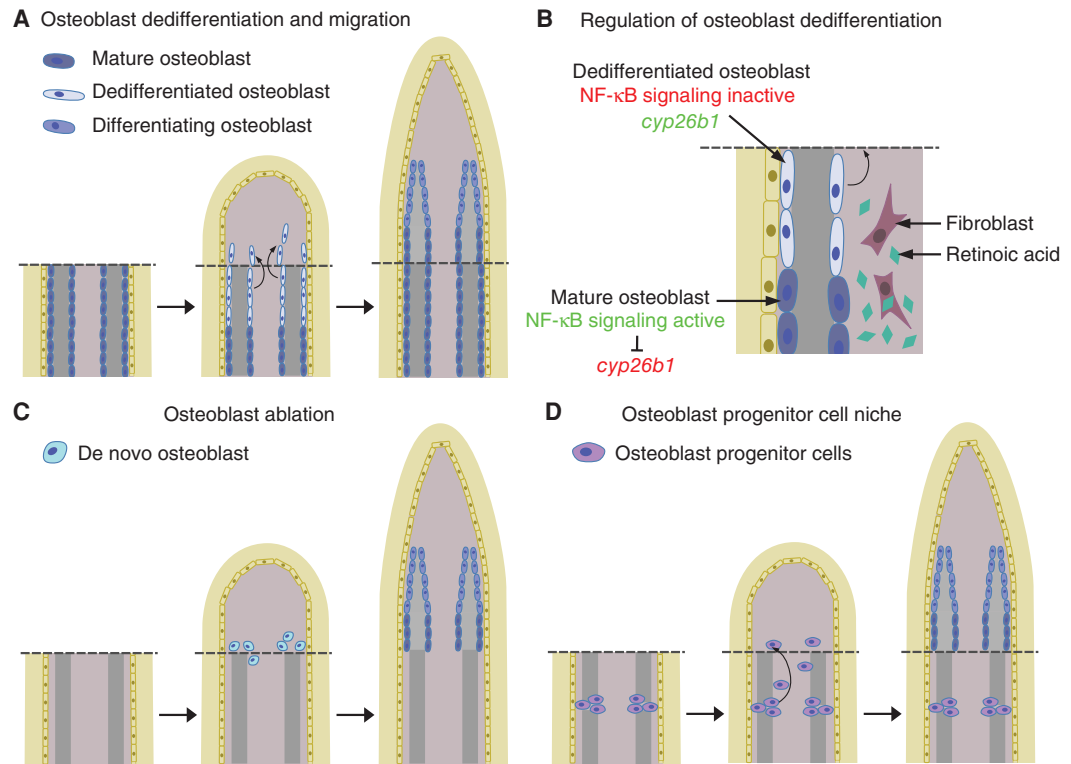 A Osteoblast dedifferentiation and migration
Mature osteoblast
Dedifferentiated osteoblast
Differentiating osteoblast
B Regulation of osteoblast dedifferentiation
Dedifferentiated osteoblast
NF-κB signaling inactive
cyp26b1
Fibroblast
Retinoic acid
Mature osteoblast
NF-κB signaling active
cyp26b1
C Osteoblast ablation
De novo osteoblast
D Osteoblast progenitor cell niche
Osteoblast progenitor cells